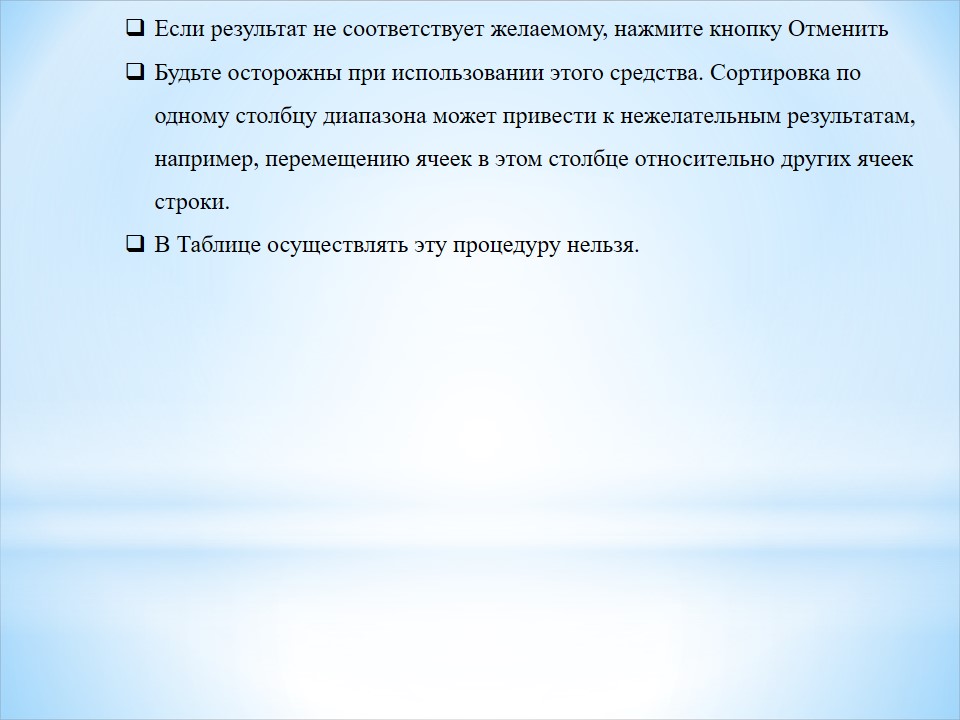 ❑ Если результат не соответствует желаемому, нажмите кнопку Отменить
❑ Будьте осторожны при использовании этого средства. Сортировка по
одному столбцу диапазона может привести к нежелательным результатам,
например, перемещению ячеек в этом столбце относительно других ячеек
строки.
❑ В Таблице осуществлять эту процедуру нельзя.